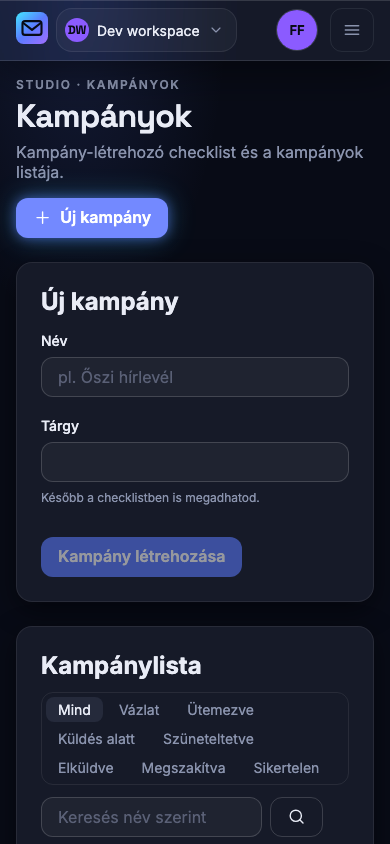 DW Dev workspace
FF
STUDIO · KAMPÁNYOK
Kampányok
Kampány-létrehozó checklist és a kampányok
listája.
Új kampány
Új kampány
Név
pl. Őszi hírlevél
Tárgy
Később a checklistben is megadhatod.
Kampány létrehozása
Kampánylista
Mind Vázlat Ütemezve
Küldés alatt Szüneteltetve
Elküldve Megszakítva Sikertelen
Keresés név szerint